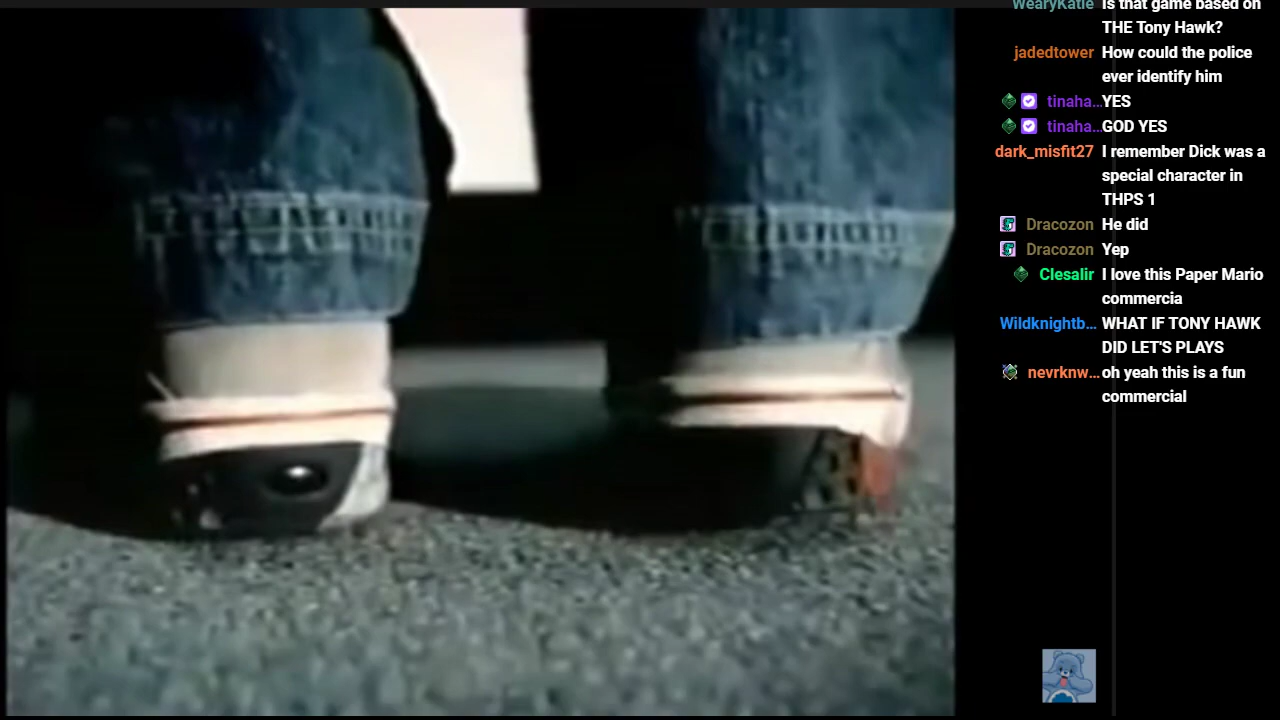 WearyKatie Is that game based on
THE Tony Hawk?
jadedtower How could the police
ever identify him
tinaha... YES
tinaha... GOD YES
dark_misfit27 I remember Dick was a
special character in
THPS 1
Dracozon He did
Dracozon Yep
Clesalir I love this Paper Mario
commercia
Wildknightb... WHAT IF TONY HAWK
DID LET'S PLAYS
nevrknw... oh yeah this is a fun
commercial